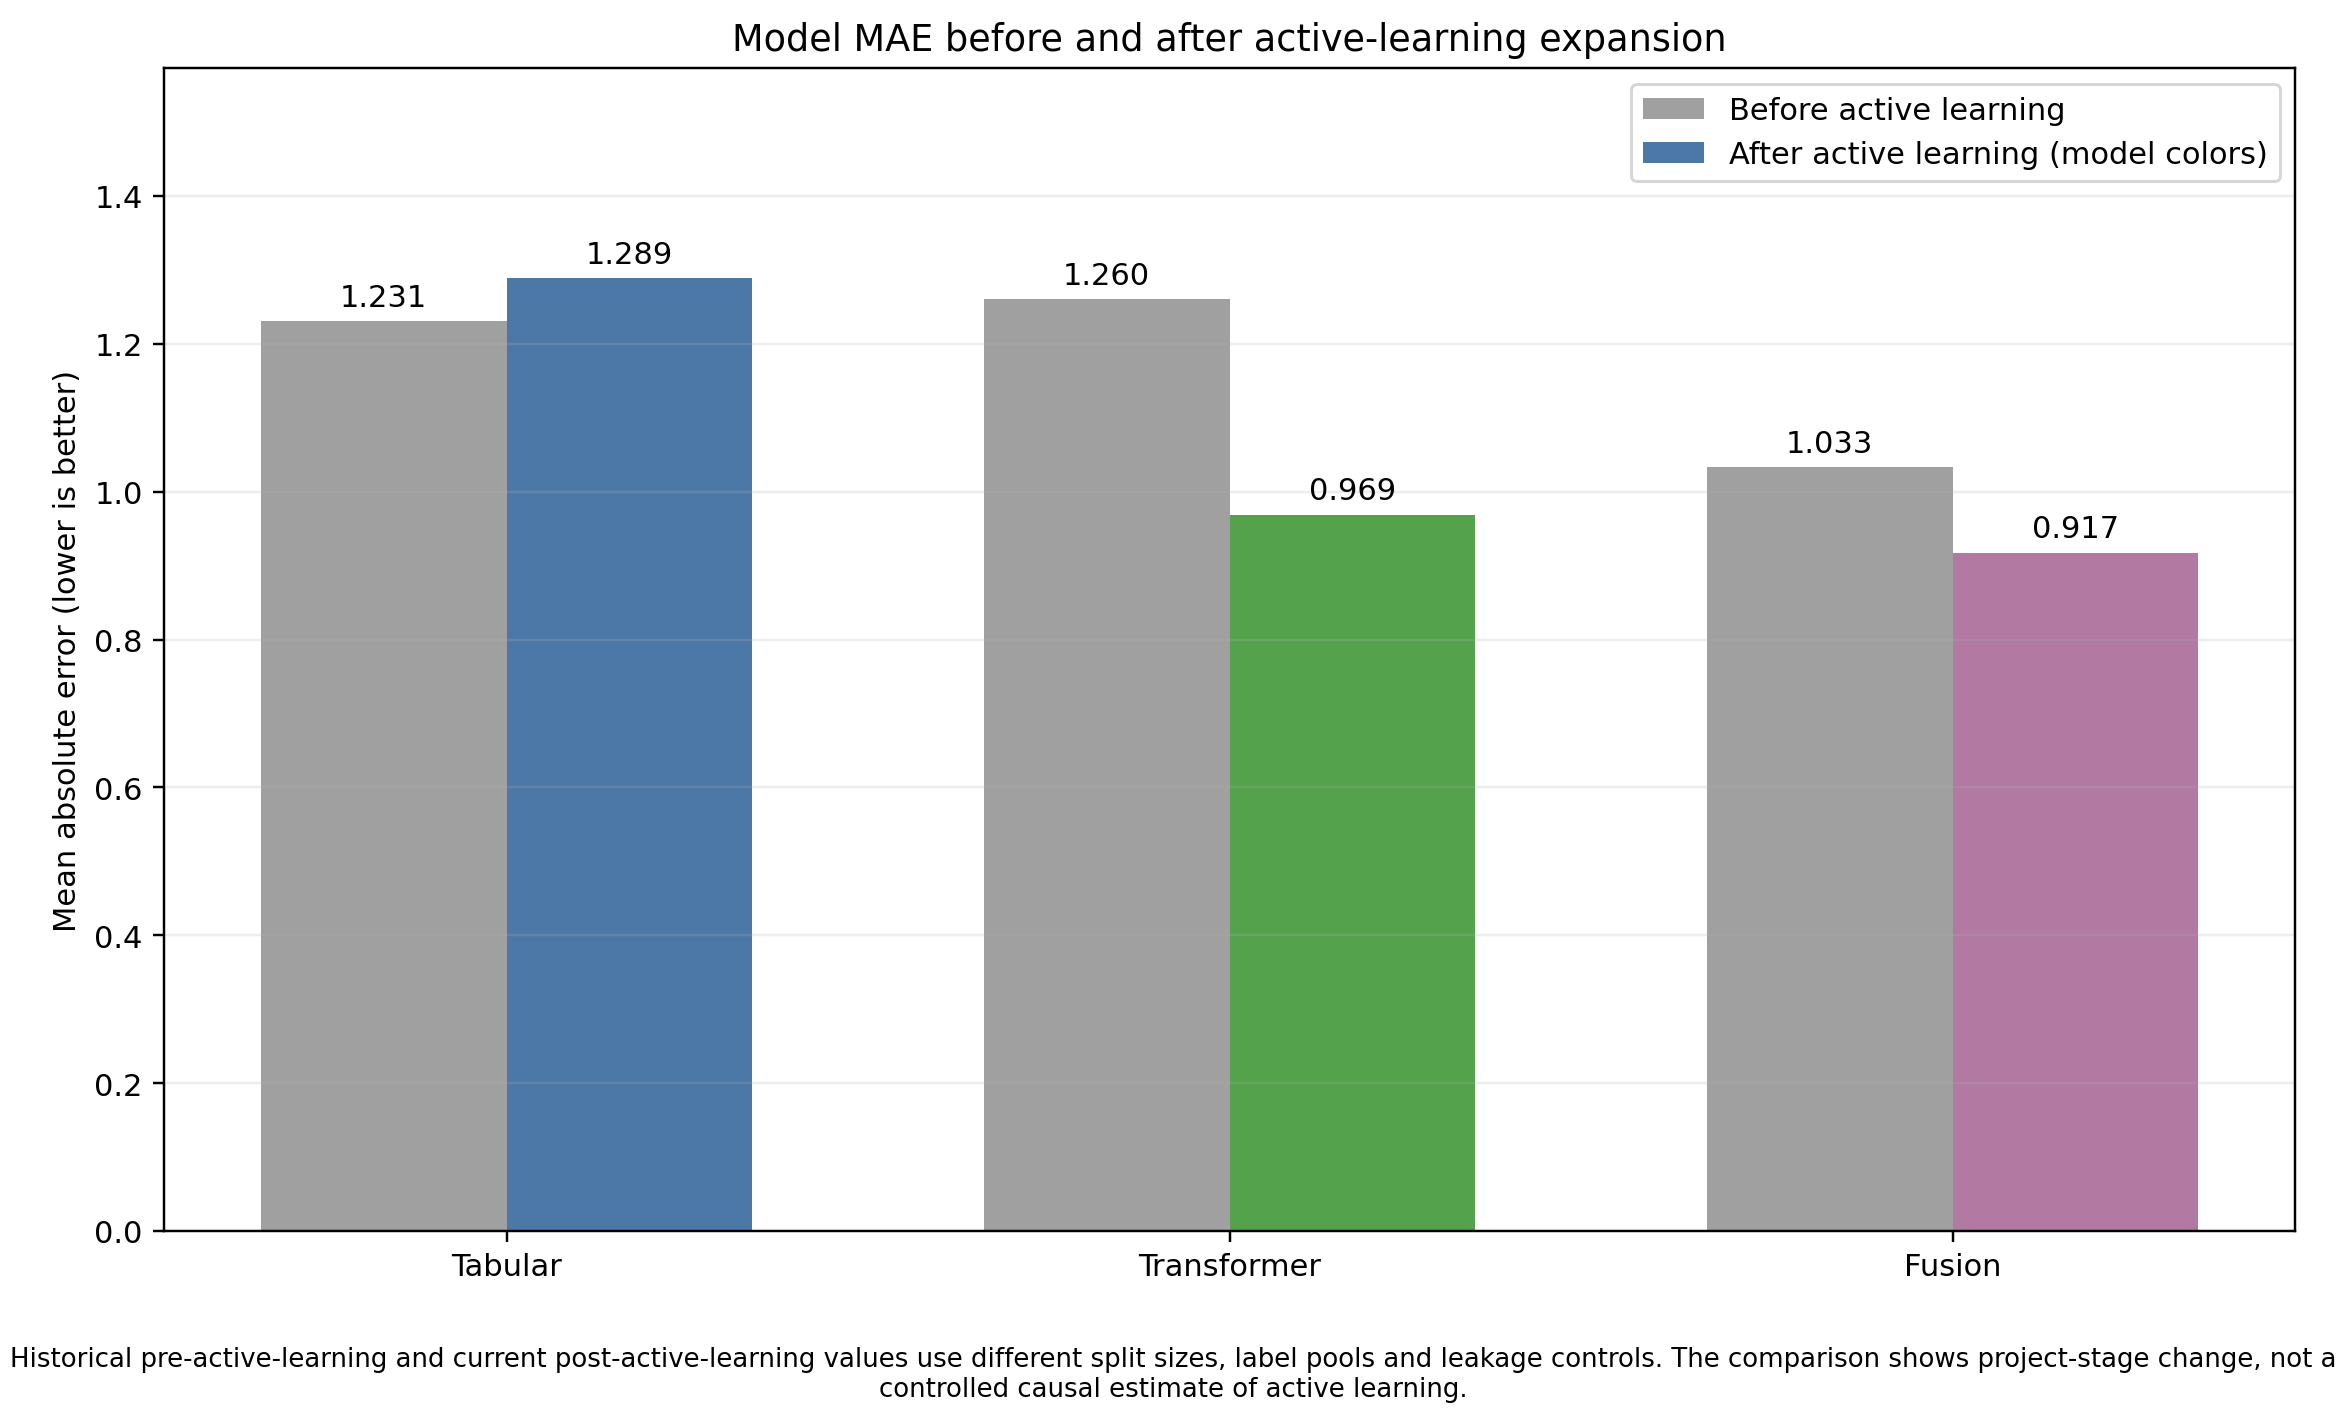 Model MAE before and after active-learning expansion
Before active learning
After active learning (model colors)
Mean absolute error (lower is better)
1.4
1.2
1.0
0.8
0.6
0.4
0.2
0.0
1.231
1.289
1.260
0.969
1.033
0.917
Tabular
Transformer
Fusion
Historical pre-active-learning and current post-active-learning values use different split sizes, label pools and leakage controls. The comparison shows project-stage change, not a
controlled causal estimate of active learning.